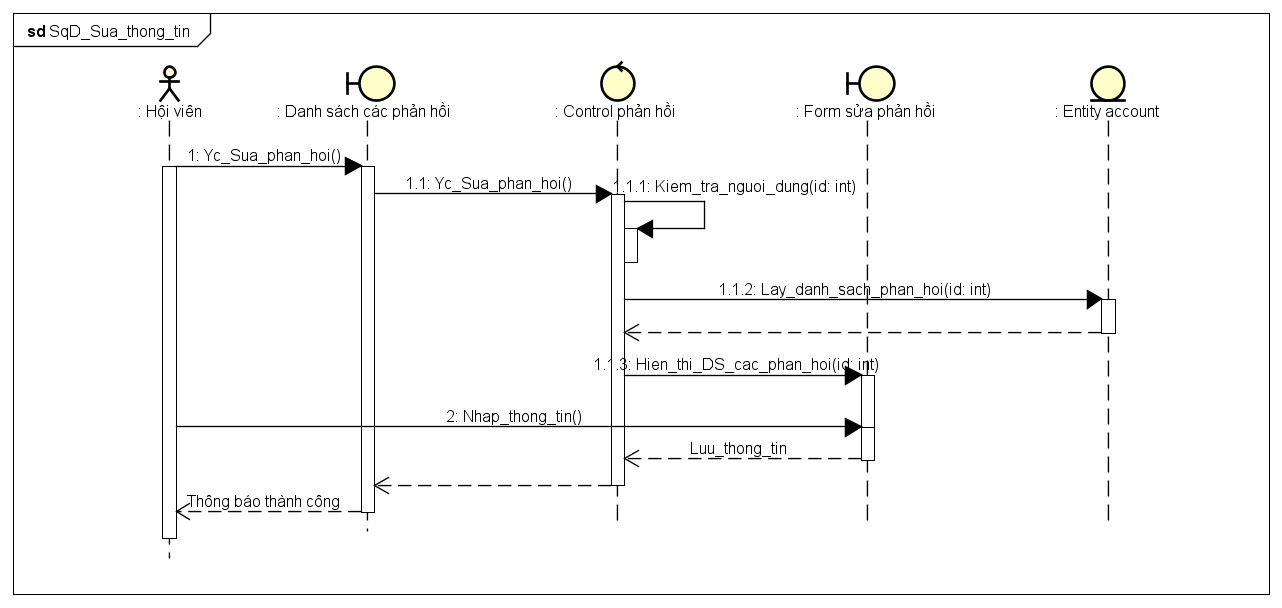 sd SqD_Sua_thong_tin
: Hội viên
: Danh sách các phản hồi
: Control phản hồi
: Form sửa phản hồi
: Entity account
1: Yc_Sua_phan_hoi()
1.1: Yc_Sua_phan_hoi()
1.1.1: Kiem_tra_nguoi_dung(id: int)
1.1.2: Lay_danh_sach_phan_hoi(id: int)
1.1.3: Hien_thi_DS_cac_phan_hoi(id: int)
2: Nhap_thong_tin()
Luu_thong_tin
Thông báo thành công